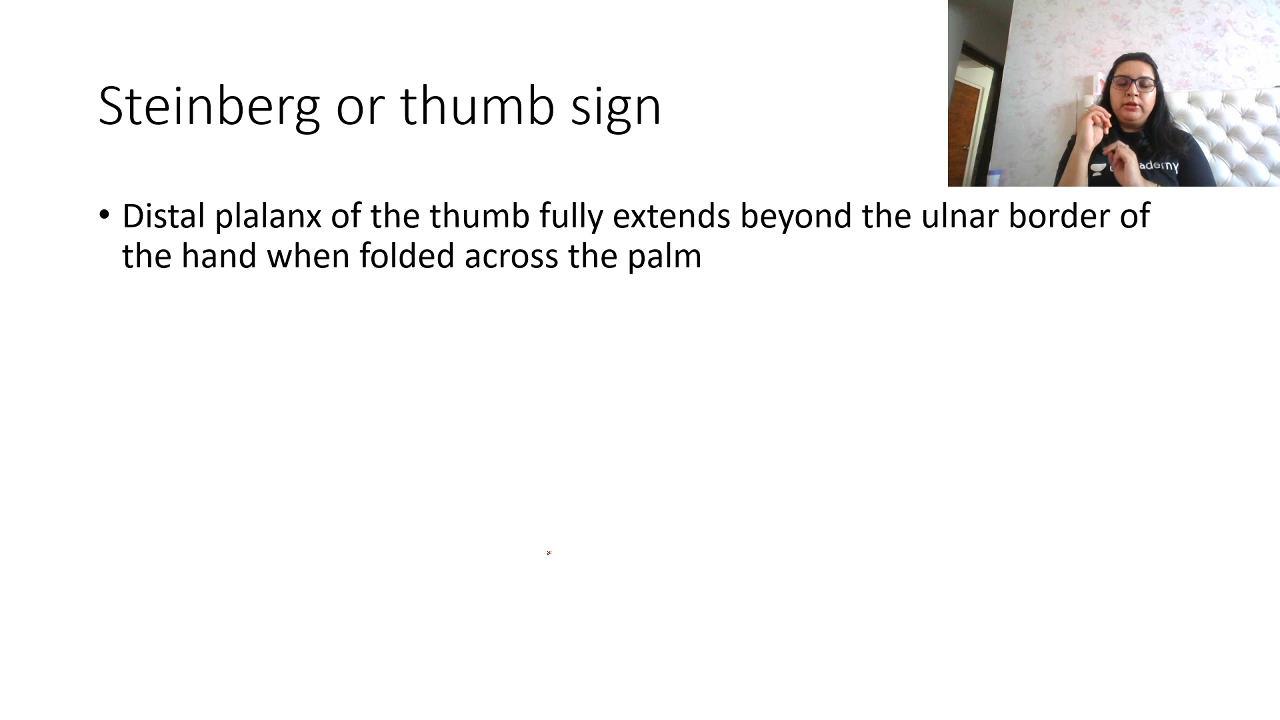 Steinberg or thumb sign
• Distal plalanx of the thumb fully extends beyond the ulnar border of
the hand when folded across the palm